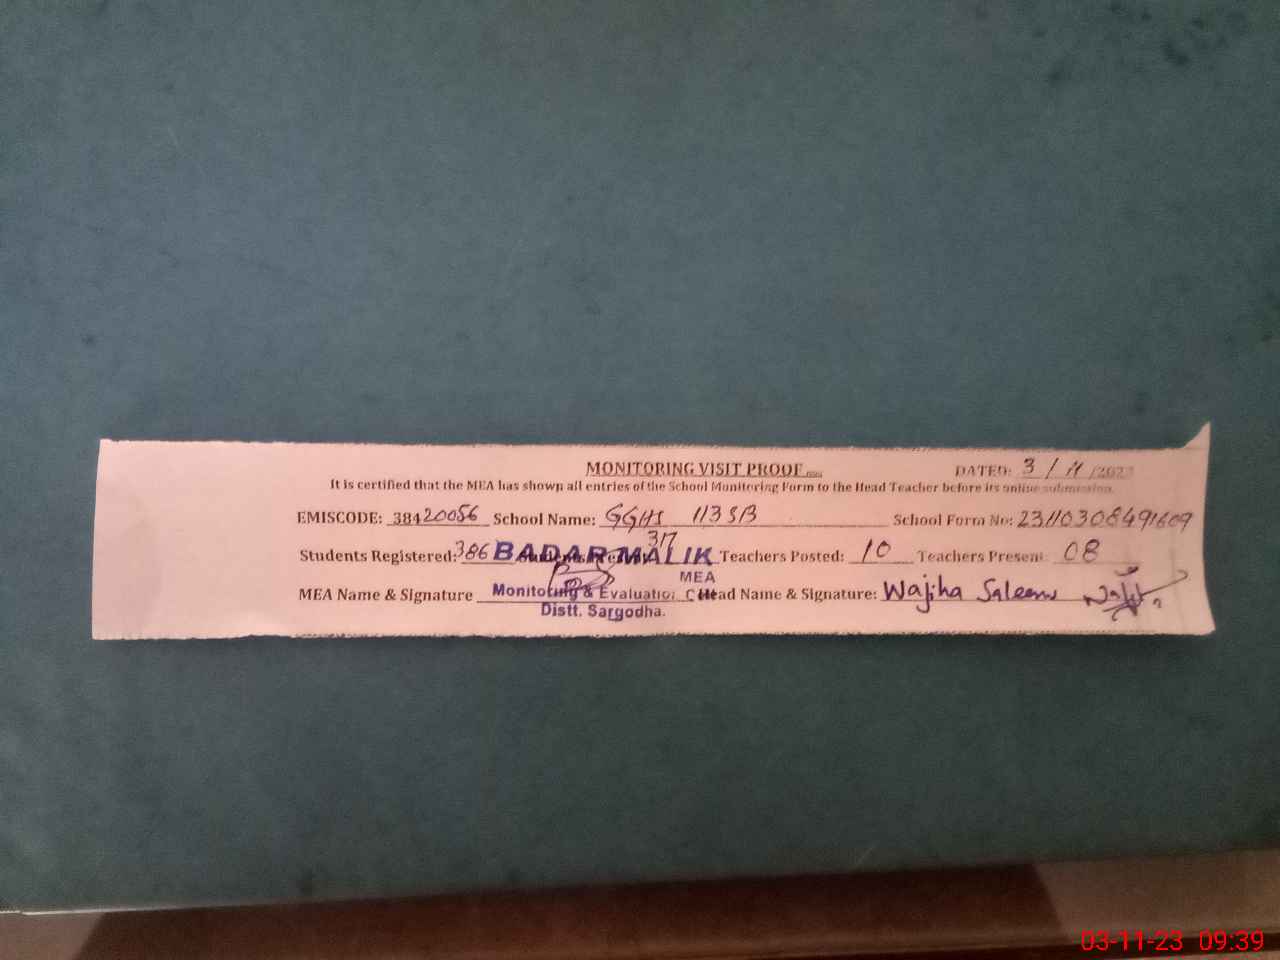 MONITORING VISIT PROOF
DATED: 3 / 11 /2023
It is certified that the MEA has shown all entries of the School Monitoring Form to the Head Teacher before its online submission.
EMISCODE: 38420056 School Name: GGHS 113 SB School Form No: 23110308491609
Students Registered: 386 Students Present: 317 Teachers Posted: 10 Teachers Present: 08
BADAR MALIK
MEA
MEA Name & Signature Head Name & Signature: Wajiha Saleem
Monitoring & Evaluation Cell
Distt. Sargodha.
03-11-23 09:39